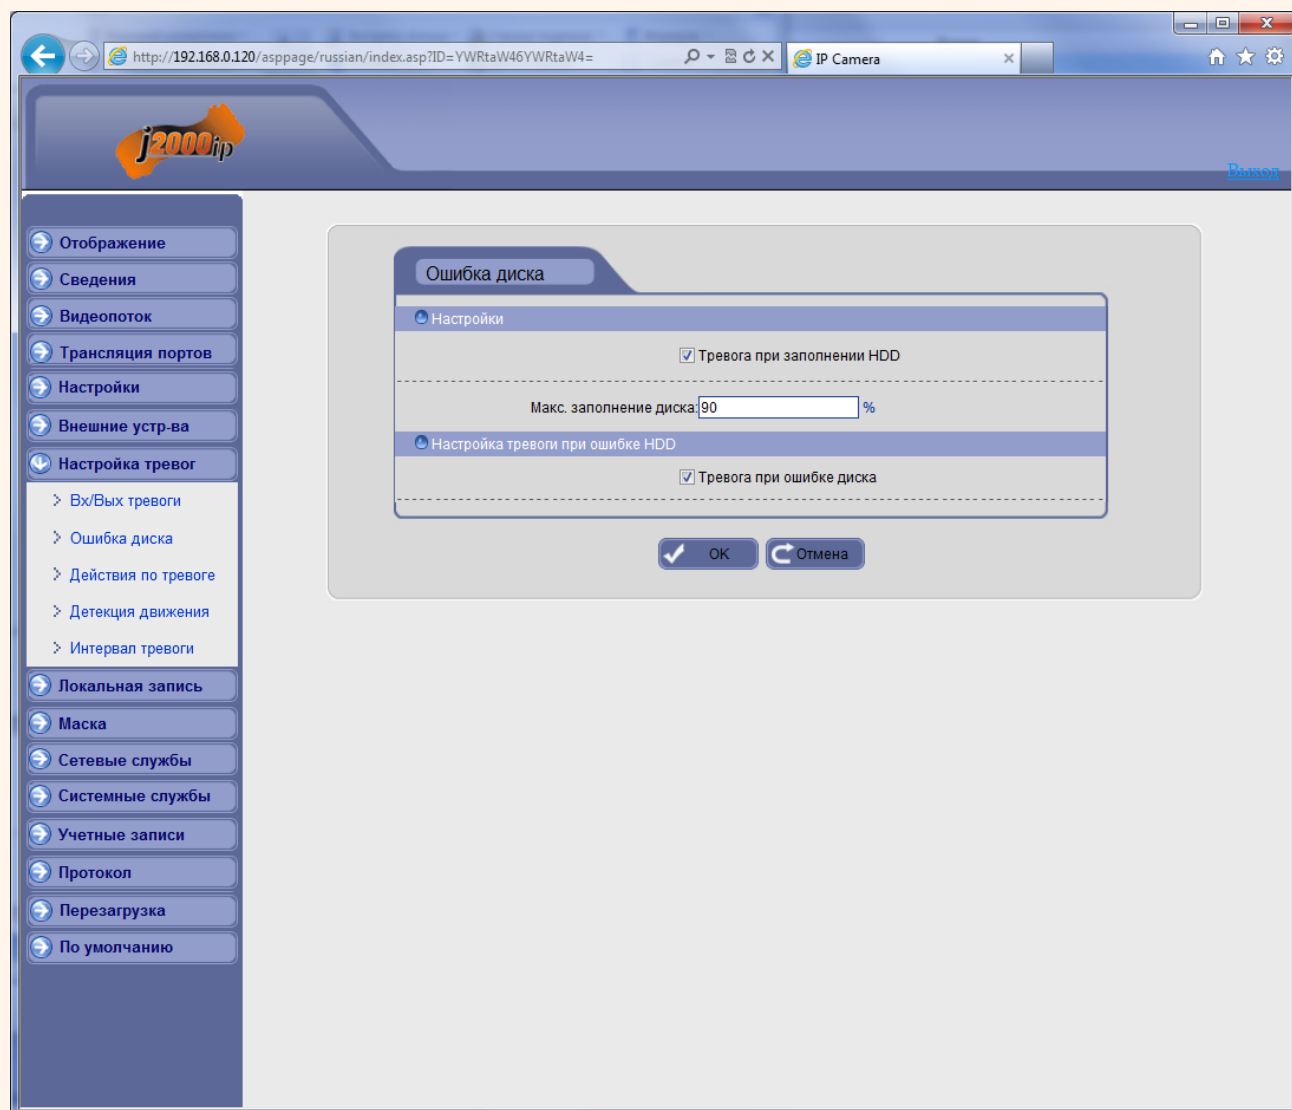 http://192.168.0.120/asppage/russian/index.asp?ID=YWRtaW46YWRtaW4=
IP Camera
j2000ip
Выход
Отображение
Сведения
Видеопоток
Трансляция портов
Настройки
Внешние устр-ва
Настройка тревог
Вх/Вых тревоги
Ошибка диска
Действия по тревоге
Детекция движения
Интервал тревоги
Локальная запись
Маска
Сетевые службы
Системные службы
Учетные записи
Протокол
Перезагрузка
По умолчанию
Ошибка диска
Настройки
Тревога при заполнении HDD
Макс. заполнение диска: 90 %
Настройка тревоги при ошибке HDD
Тревога при ошибке диска
OK
Отмена